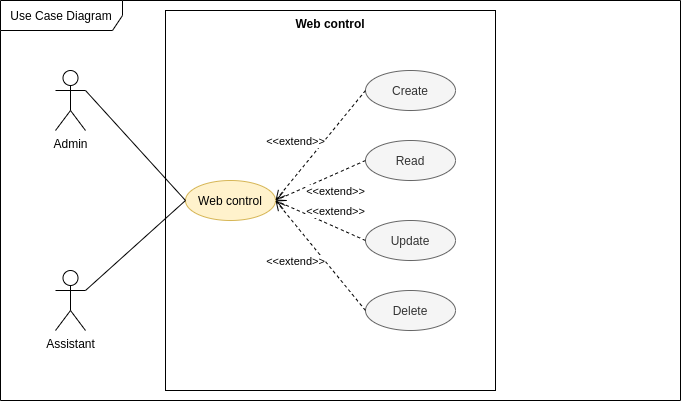 Use Case Diagram
Web control
Create
Admin
<<extend>>
Read
<<extend>>
Web control
<<extend>>
Update
<<extend>>
Delete
Assistant